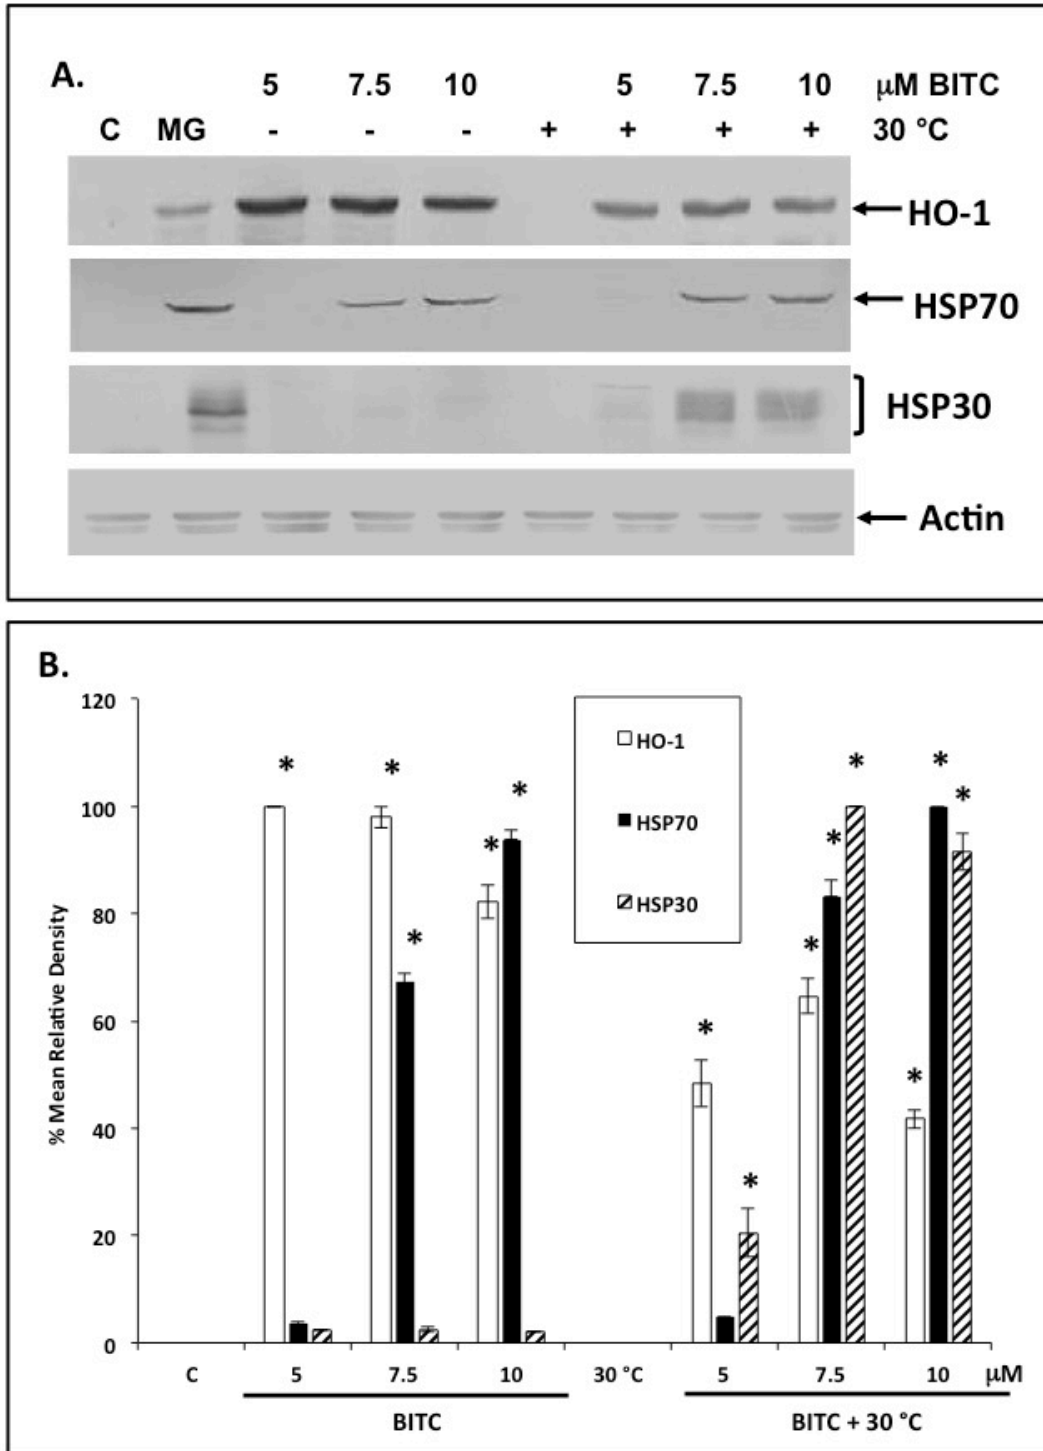 A.
5 7.5 10 5 7.5 10 μM BITC
C MG - - - + + + + 30 °C
HO-1
HSP70
HSP30
Actin
B.
120
100
80
60
40
20
0
% Mean Relative Density
HO-1
HSP70
HSP30
* * * * * * * * * * * * *
C 5 7.5 10 30 °C 5 7.5 10 μM
BITC BITC + 30 °C